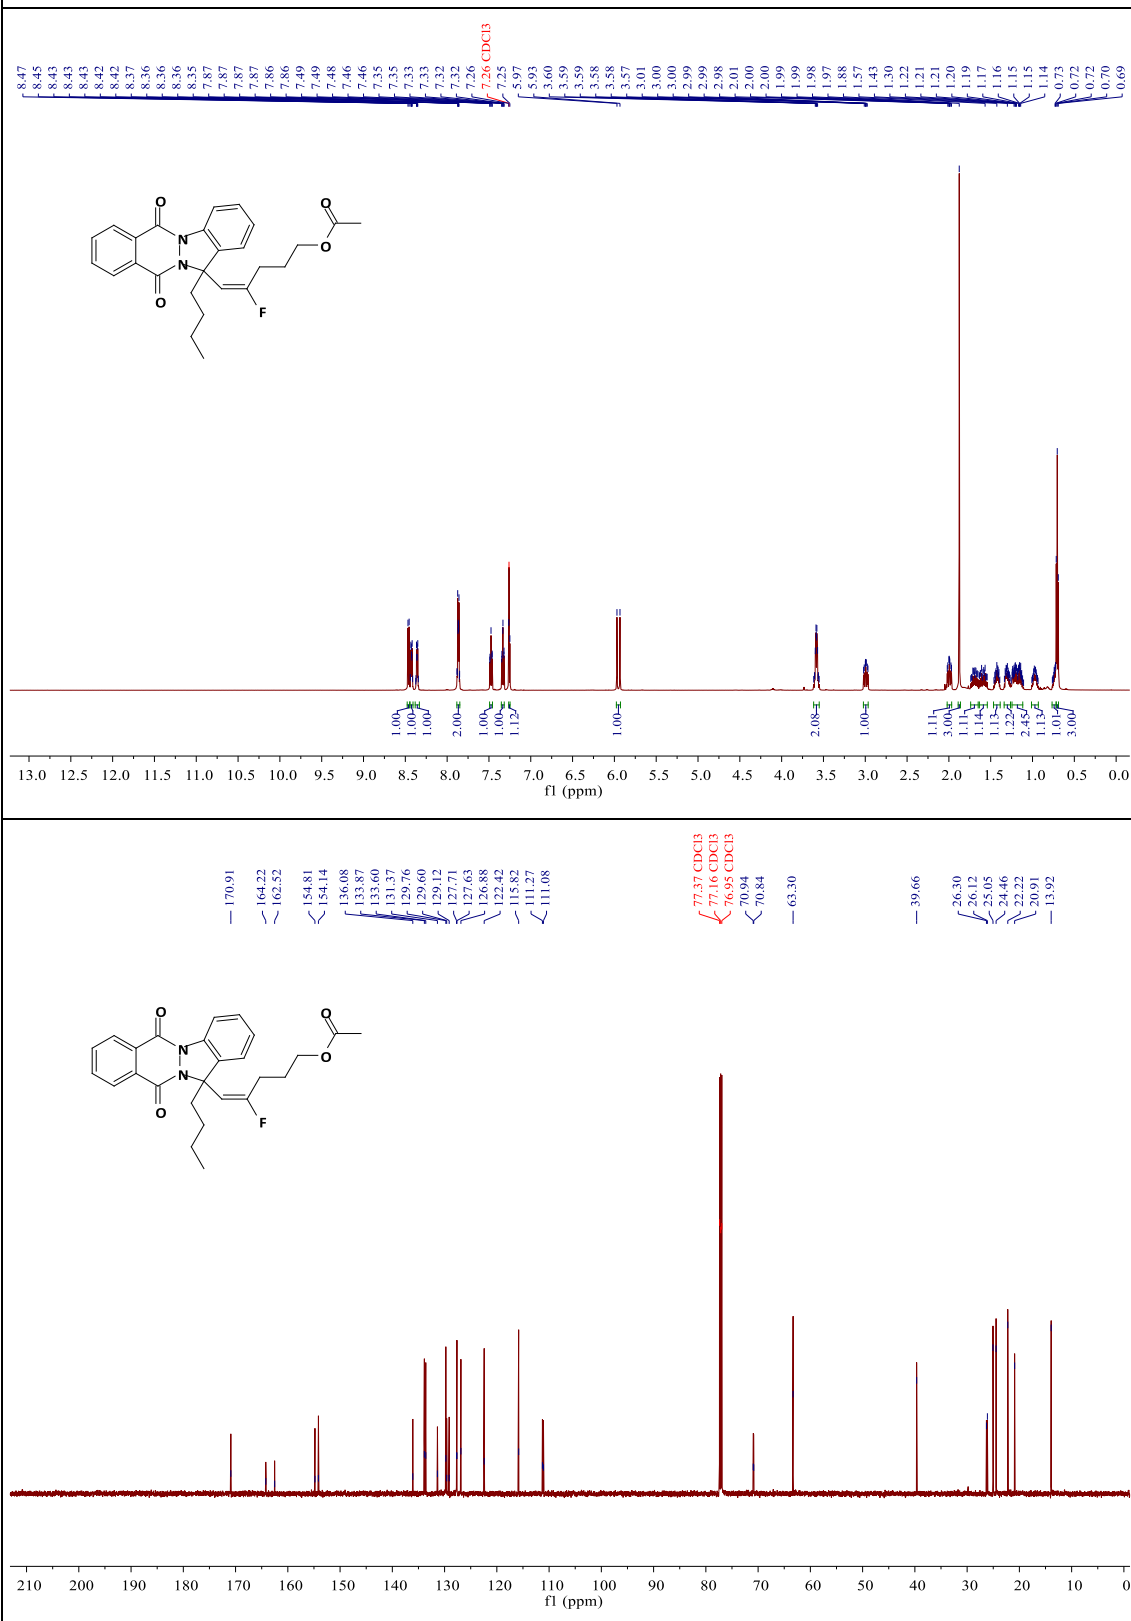 8.47 8.45 8.43 8.43 8.43 8.42 8.42 8.37 8.36 8.36 8.36 8.35 7.87 7.87 7.87 7.87 7.86 7.86 7.49 7.49 7.48 7.46 7.46 7.35 7.35 7.33 7.33 7.32 7.32 7.26 7.26 CDCl3 7.25 5.97 5.93 3.60 3.59 3.59 3.58 3.58 3.57 3.01 3.00 3.00 2.99 2.99 2.98 2.01 2.00 2.00 1.99 1.99 1.98 1.97 1.88 1.57 1.43 1.30 1.22 1.21 1.21 1.20 1.19 1.17 1.16 1.15 1.15 1.14 0.73 0.72 0.72 0.70 0.69
O
N
N
O
O
O
F
1.00 1.00 1.00 2.00 1.00 1.00 1.12 1.00 2.08 1.00 1.11 3.00 1.11 1.14 1.13 1.22 2.45 1.13 1.01 3.00
13.0 12.5 12.0 11.5 11.0 10.5 10.0 9.5 9.0 8.5 8.0 7.5 7.0 6.5 6.0 5.5 5.0 4.5 4.0 3.5 3.0 2.5 2.0 1.5 1.0 0.5 0.0
f1 (ppm)
170.91 164.22 162.52 154.81 154.14 136.08 133.87 133.60 131.37 129.76 129.60 129.12 127.71 127.63 126.88 122.42 115.82 111.27 111.08 77.37 CDCl3 77.16 CDCl3 76.95 CDCl3 70.94 70.84 63.30 39.66 26.30 26.12 25.05 24.46 22.22 20.91 13.92
O
N
N
O
O
O
F
210 200 190 180 170 160 150 140 130 120 110 100 90 80 70 60 50 40 30 20 10 0
f1 (ppm)